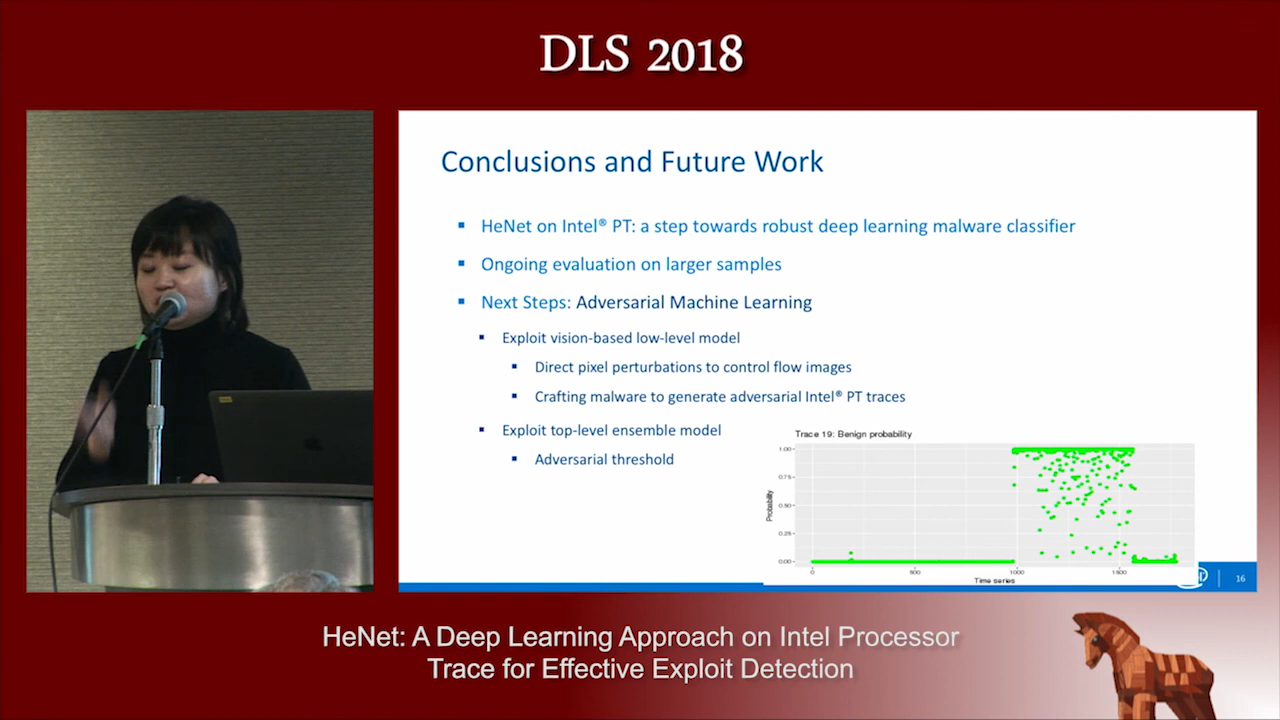 DLS 2018
Conclusions and Future Work
HeNet on Intel® PT: a step towards robust deep learning malware classifier
Ongoing evaluation on larger samples
Next Steps: Adversarial Machine Learning
Exploit vision-based low-level model
Direct pixel perturbations to control flow images
Crafting malware to generate adversarial Intel® PT traces
Exploit top-level ensemble model
Adversarial threshold
Trace 19: Benign probability
Probability
1.00
0.75
0.50
0.25
0.00
0 500 1000 1500
Time series
16
HeNet: A Deep Learning Approach on Intel Processor
Trace for Effective Exploit Detection